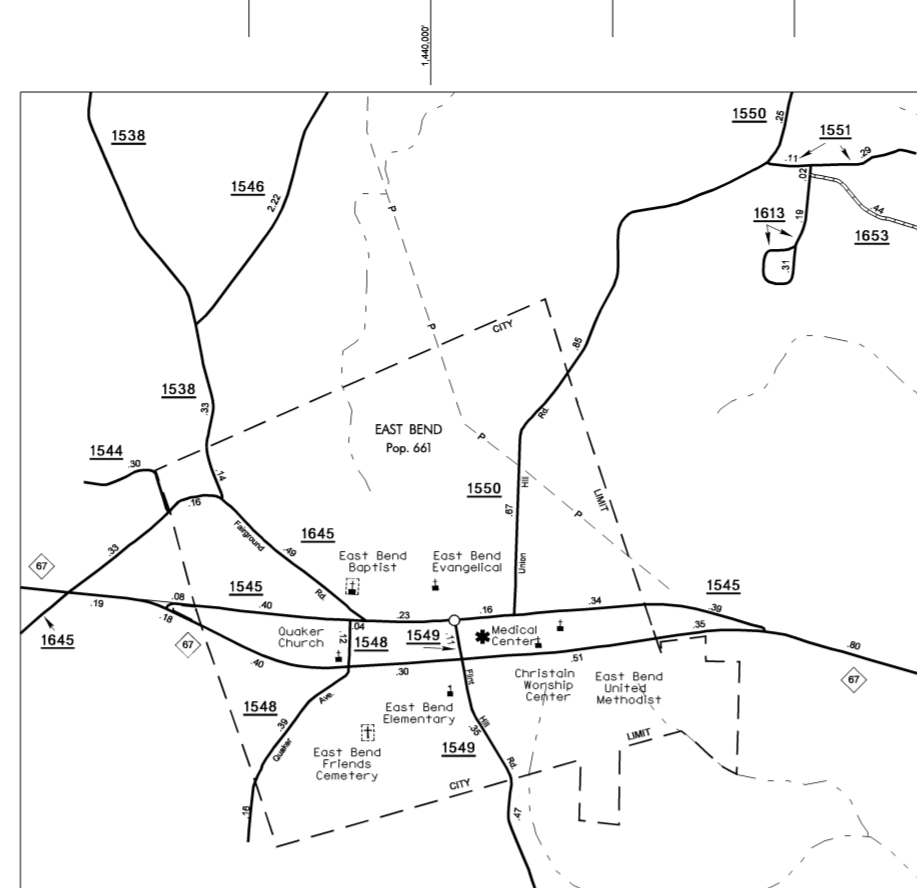 1,440,000'
1538
1546
2.22
1550
.25
1551
.11
.29
.02
.44
1613
.19
.31
1653
P
P
CITY
.85
1538
.33
EAST BEND
Pop. 661
Rd.
P
1544
.30
.14
.16
1550
Hill
LIMIT
.67
P
Fairground
.33
.49
1645
Union
67
East Bend
Baptist
East Bend
Evangelical
.19
.08
1545
.40
Rd.
.23
.16
.34
1545
.39
1645
.18
67
.04
.12
1548
1549
.11
Medical
Center
.35
.80
67
Quaker
Church
.40
.30
.51
Flint
Christain
Worship
Center
East Bend
United
Methodist
1548
Ave.
.39
Quaker
East Bend
Elementary
East Bend
Friends
Cemetery
1549
.35
Hill
Rd.
LIMIT
CITY
.16
.47